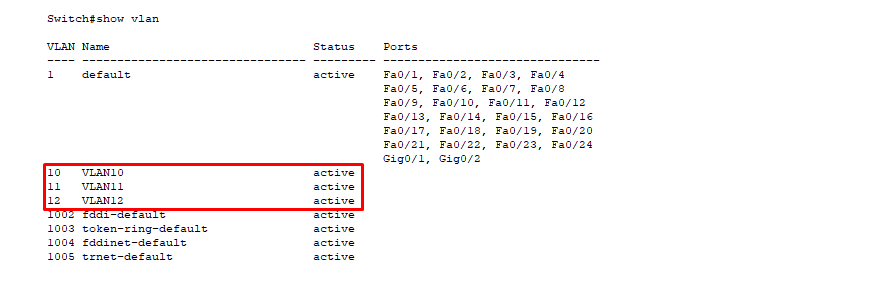 Switch#show vlan
VLAN Name                             Status    Ports
---- -------------------------------- --------- -------------------------------
1    default                          active    Fa0/1, Fa0/2, Fa0/3, Fa0/4
                                                Fa0/5, Fa0/6, Fa0/7, Fa0/8
                                                Fa0/9, Fa0/10, Fa0/11, Fa0/12
                                                Fa0/13, Fa0/14, Fa0/15, Fa0/16
                                                Fa0/17, Fa0/18, Fa0/19, Fa0/20
                                                Fa0/21, Fa0/22, Fa0/23, Fa0/24
                                                Gig0/1, Gig0/2
10   VLAN10                           active
11   VLAN11                           active
12   VLAN12                           active
1002 fddi-default                     active
1003 token-ring-default               active
1004 fddinet-default                  active
1005 trnet-default                    active